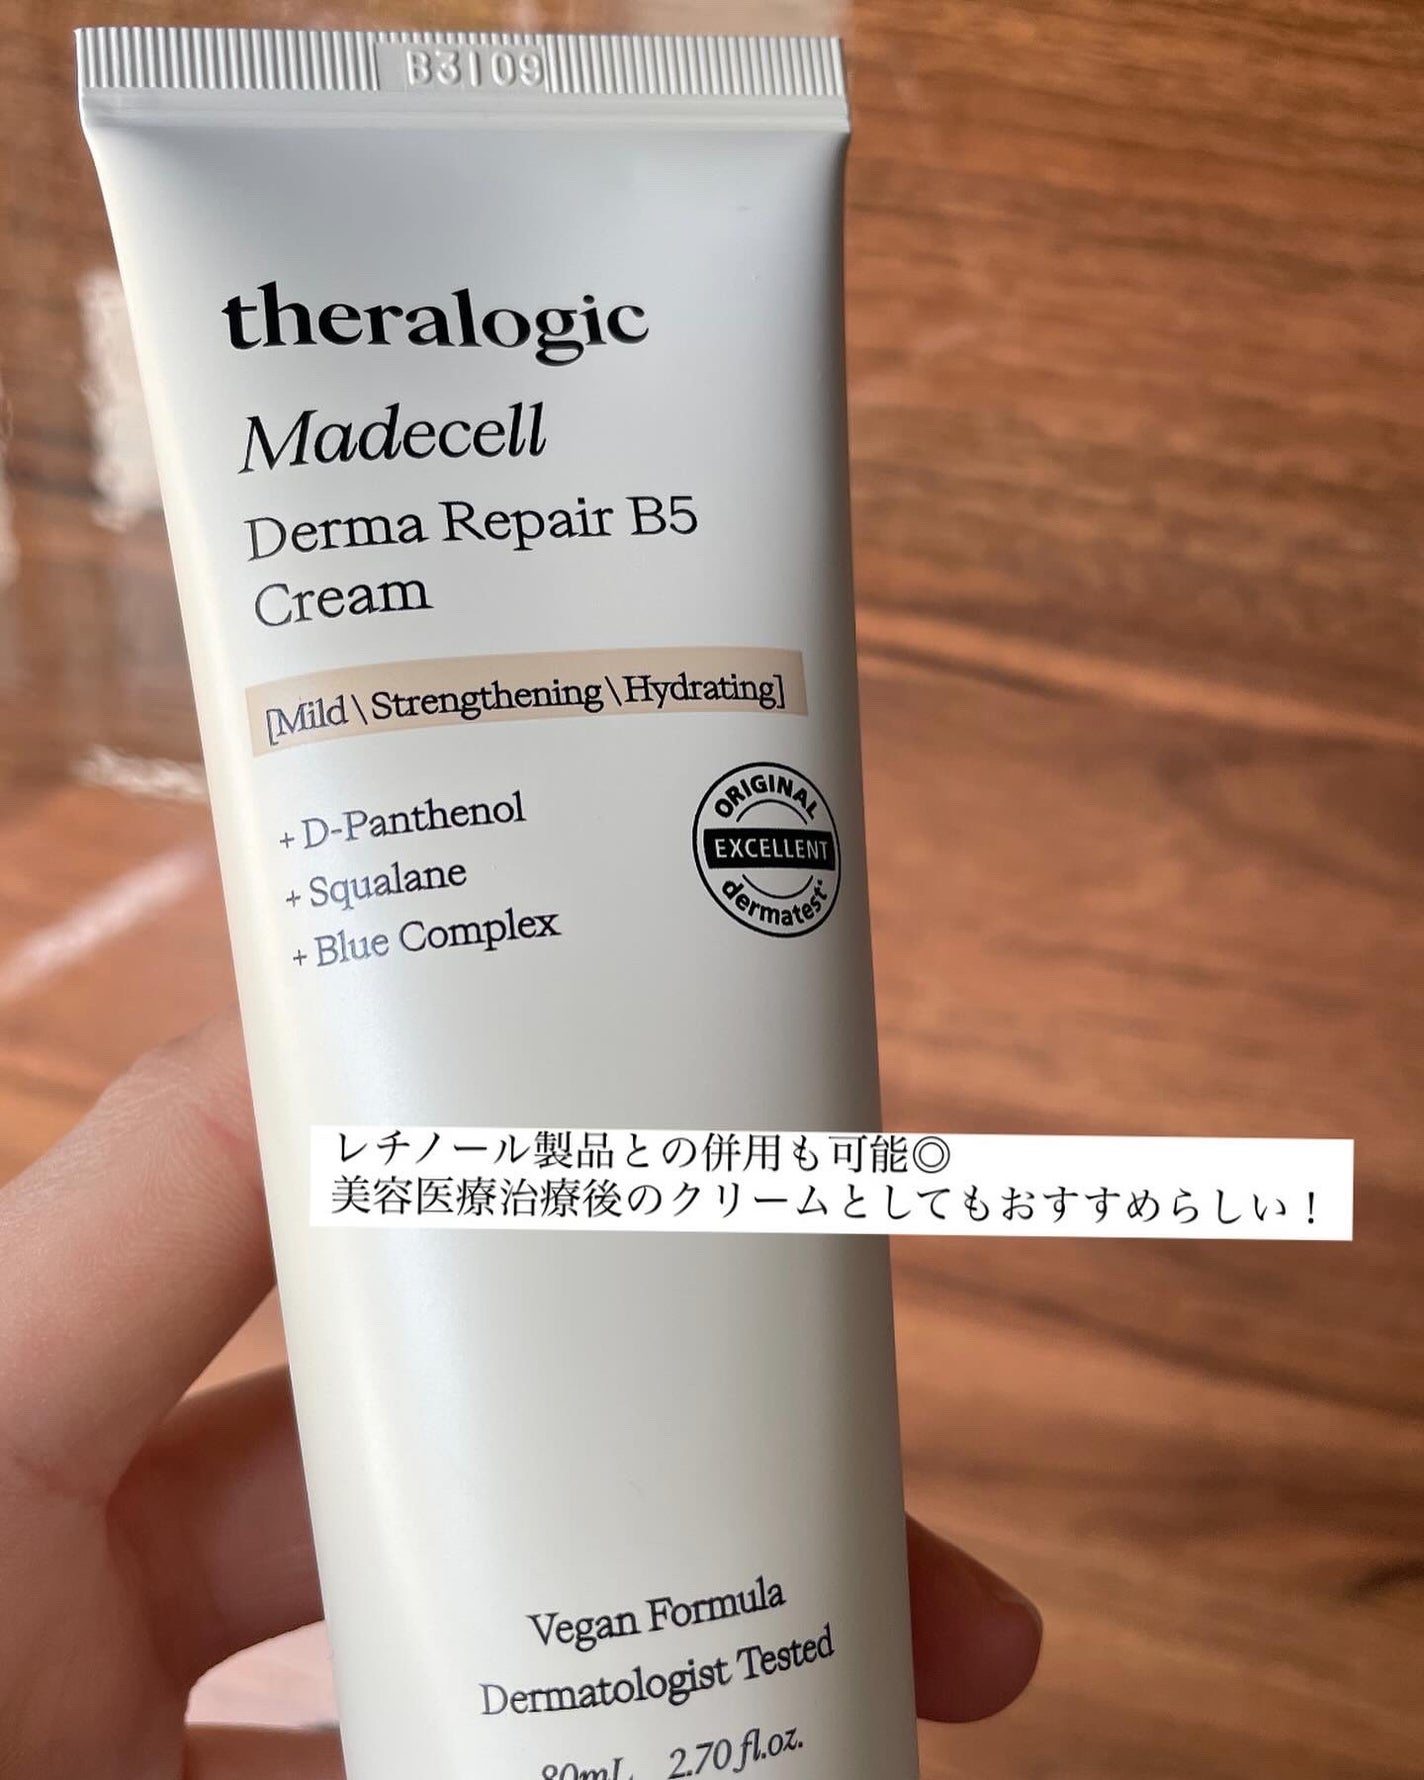 B3109
theralogic
Madecell
Derma Repair B5
Cream
[Mild\Strengthening\Hydrating]
+ D-Panthenol
+ Squalane
+ Blue Complex
ORIGINAL
EXCELLENT
dermatest
レチノール製品との併用も可能◎
美容医療治療後のクリームとしてもおすすめらしい！
Vegan Formula
Dermatologist Tested
80mL 2.70 fl.oz.